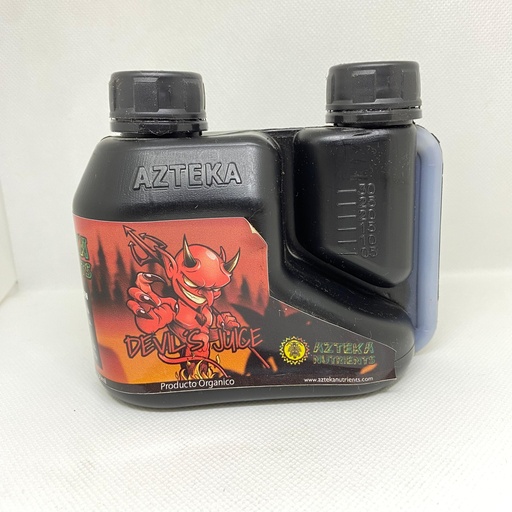 AZTEKA
DEVIL'S JUICE
AZTEKA
NUTRIENTS
Producto Organico
www.aztekanutrients.com